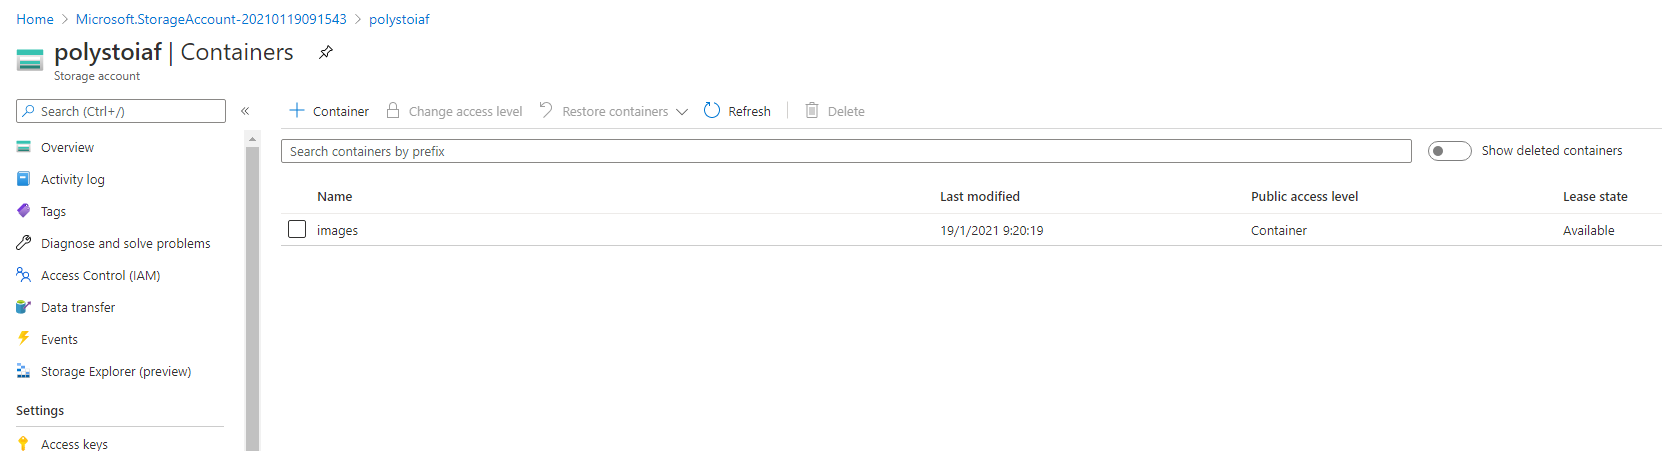 Home > Microsoft.StorageAccount-20210119091543 > polystoiaf
polystoiaf | Containers
Storage account
Search (Ctrl+/) «
Overview
Activity log
Tags
Diagnose and solve problems
Access Control (IAM)
Data transfer
Events
Storage Explorer (preview)
Settings
Access keys
+ Container Change access level Restore containers Refresh Delete
Search containers by prefix Show deleted containers
Name Last modified Public access level Lease state
images 19/1/2021 9:20:19 Container Available